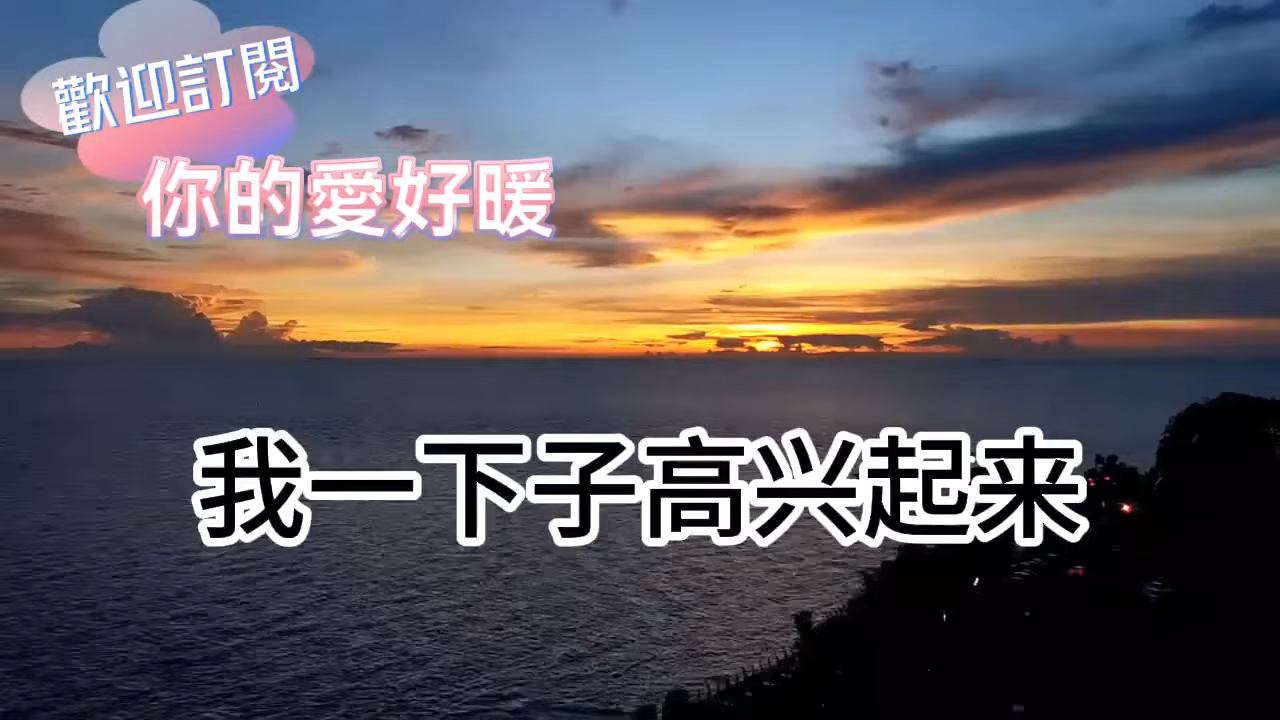 歡迎訂閱
你的愛好暖
我一下子高兴起来